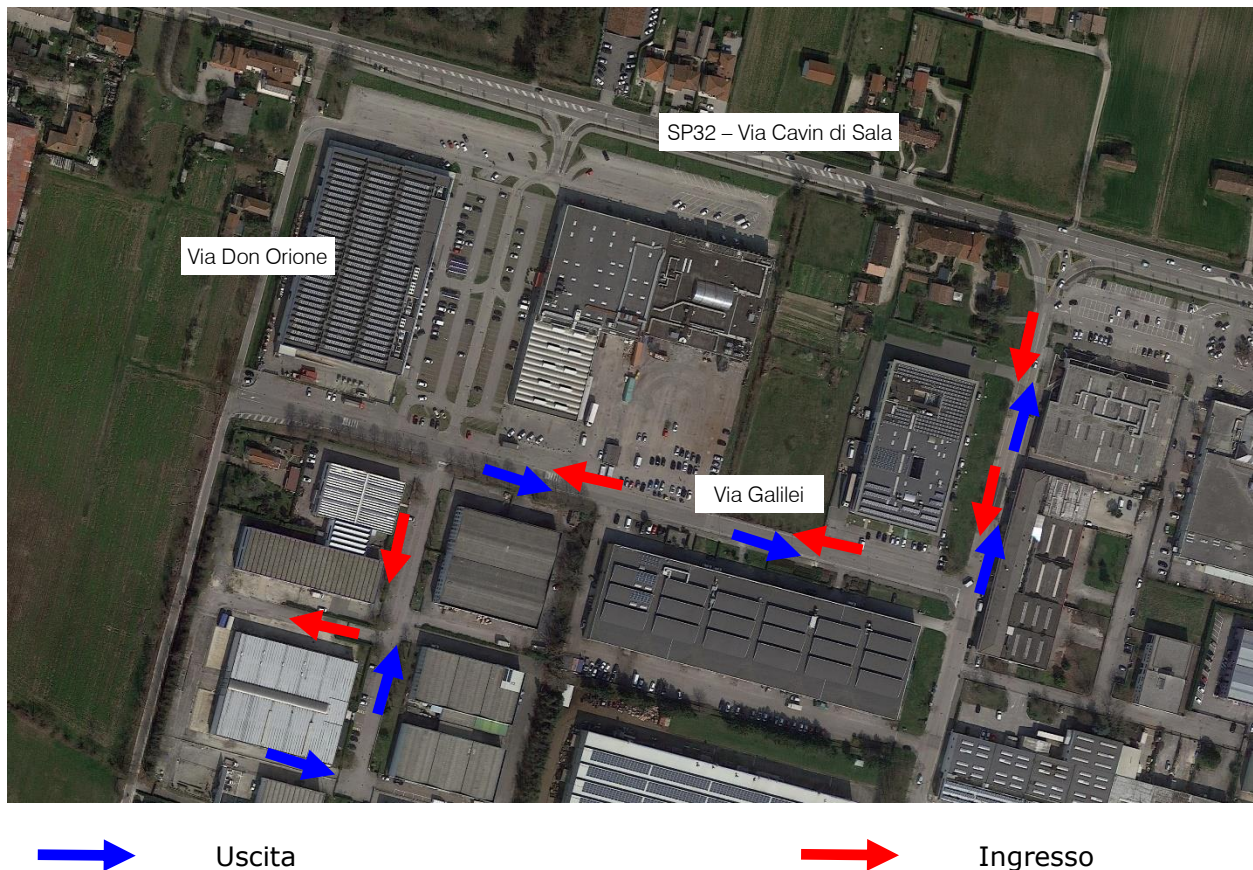 SP32 – Via Cavin di Sala
Via Don Orione
Via Galilei
Uscita
Ingresso